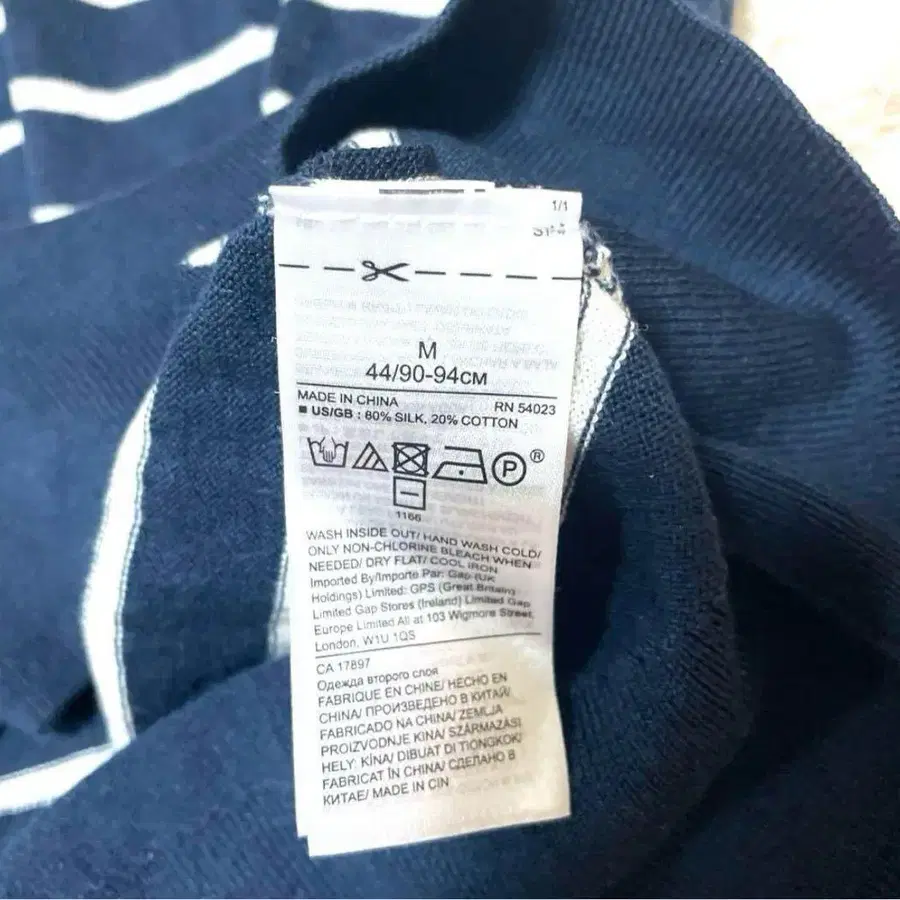 1/1
M
44/90-94CM
MADE IN CHINA RN 54023
■ US/GB : 80% SILK, 20% COTTON
P ®
1166
WASH INSIDE OUT/ HAND WASH COLD/
ONLY NON-CHLORINE BLEACH WHEN
NEEDED/ DRY FLAT/ COOL IRON
Imported By/Importe Par: Gap (UK
Holdings) Limited: GPS (Great Britain)
Limited Gap Stores (Ireland) Limited Gap
Europe Limited All at 103 Wigmore Street,
London, W1U 1QS
CA 17897
Одежда второго слоя
FABRIQUE EN CHINE/ HECHO EN
CHINA/ ПРОИЗВЕДЕНО В КИТАЙ/
FABRICADO NA CHINA/ ZEMLJA
PROIZVODNJE KINA/ SZÁRMAZÁSI
HELY: KÍNA/ DIBUAT DI TIONGKOK/
FABRICAT ÎN CHINA/ СДЕЛАНО В
КИТАЕ/ MADE IN CIN